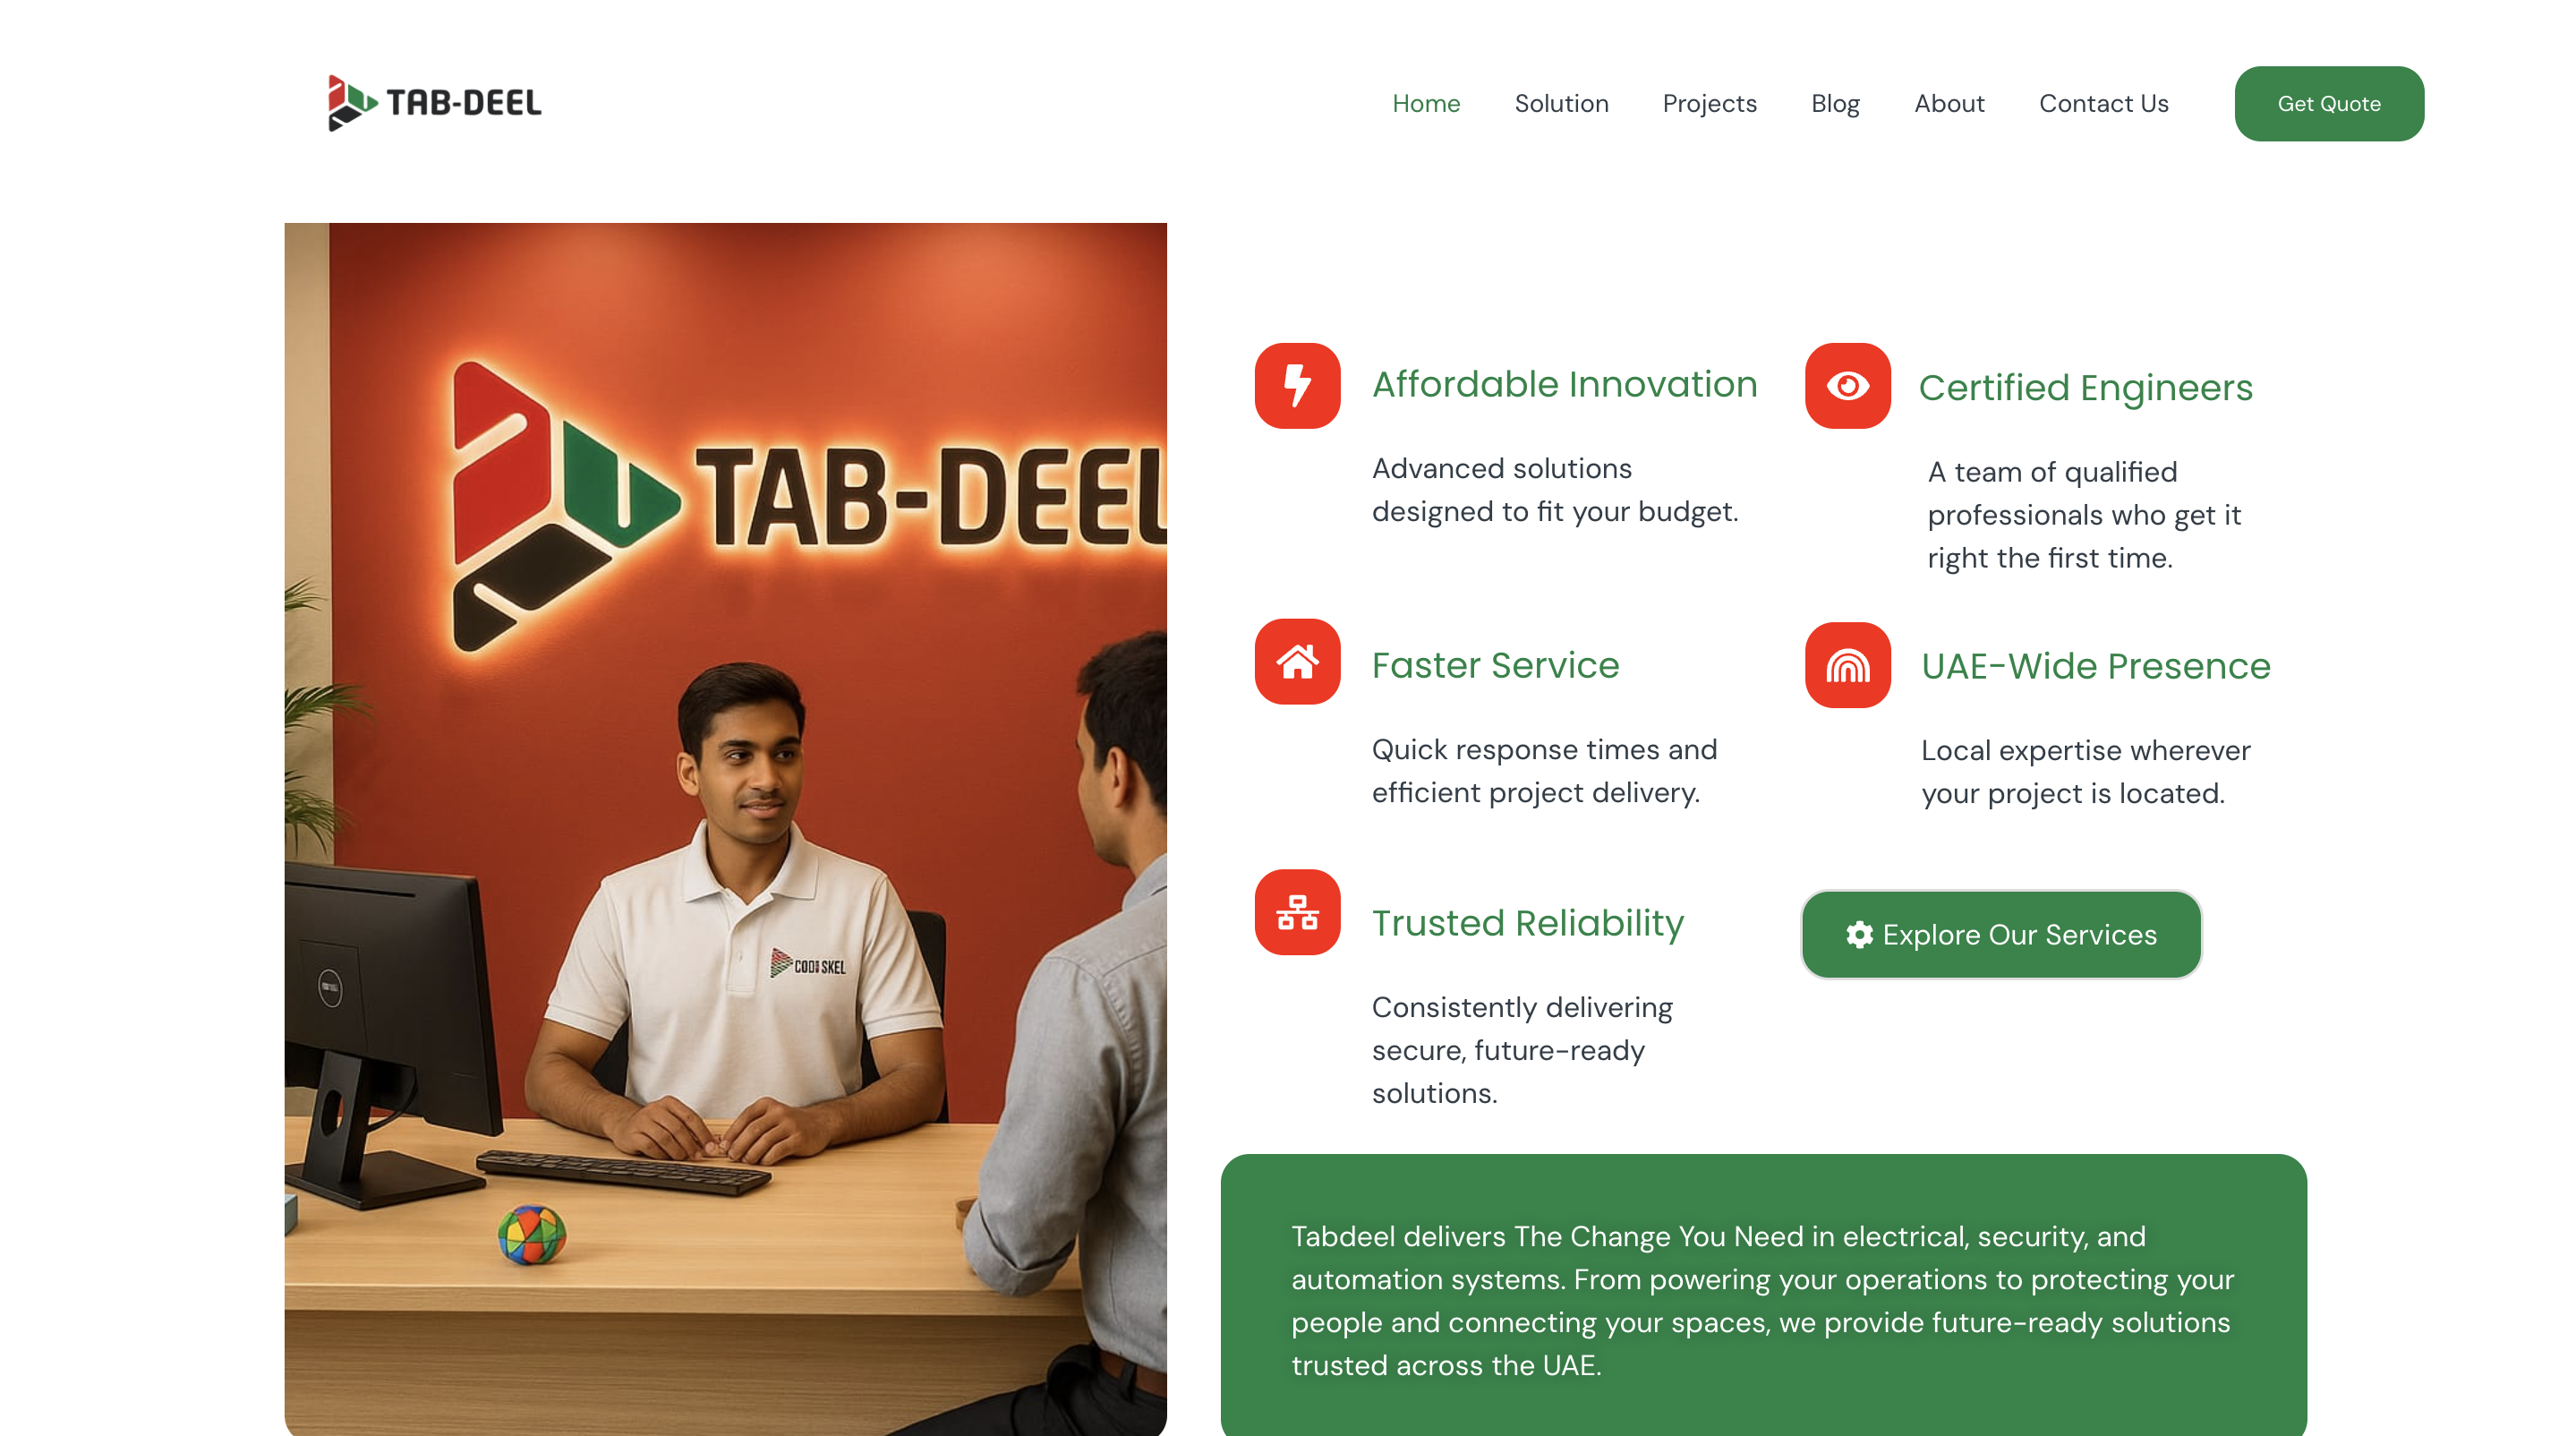 TAB-DEEL
Home
Solution
Projects
Blog
About
Contact Us
Get Quote
TAB-DEEL
Affordable Innovation
Advanced solutions
designed to fit your budget.
Certified Engineers
A team of qualified
professionals who get it
right the first time.
Faster Service
Quick response times and
efficient project delivery.
UAE-Wide Presence
Local expertise wherever
your project is located.
Trusted Reliability
Consistently delivering
secure, future-ready
solutions.
Explore Our Services
Tabdeel delivers The Change You Need in electrical, security, and
automation systems. From powering your operations to protecting your
people and connecting your spaces, we provide future-ready solutions
trusted across the UAE.